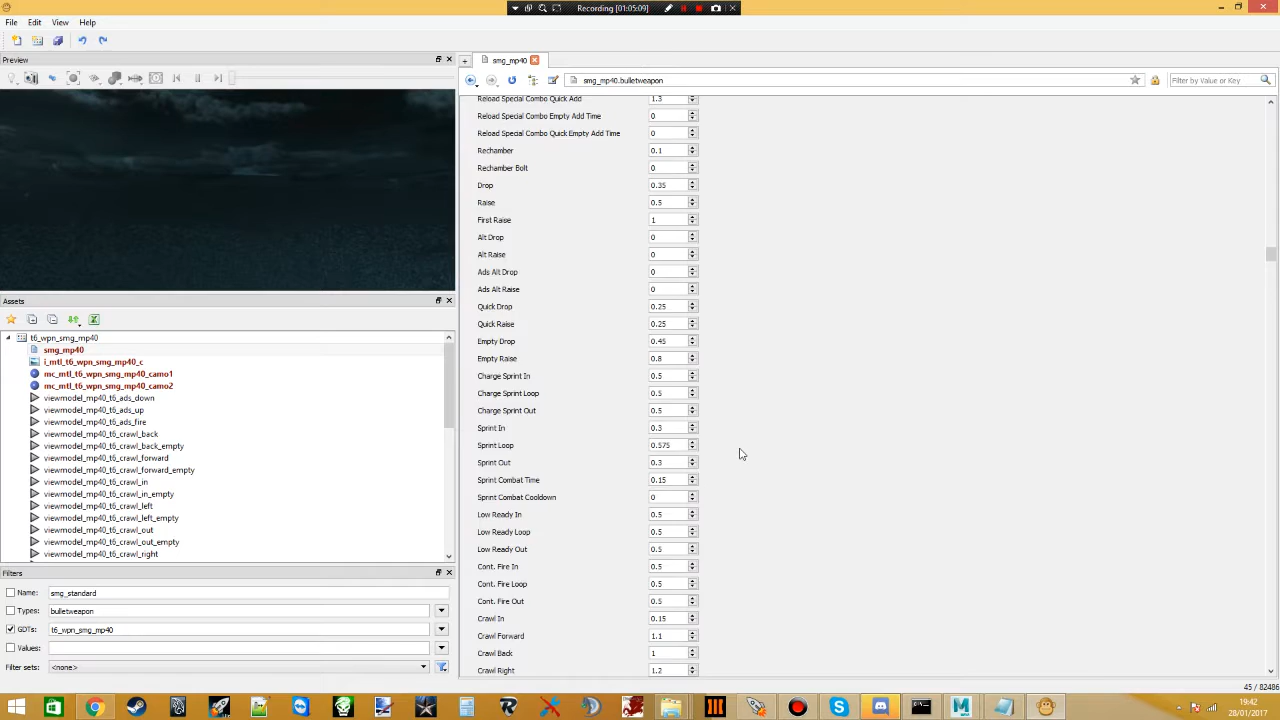 Recording [01:05:09]
File Edit View Help
Preview
smg_mp40
smg_mp40.bulletweapon
Filter by Value or Key
Reload Special Combo Quick Add 1.3
Reload Special Combo Empty Add Time 0
Reload Special Combo Quick Empty Add Time 0
Rechamber 0.1
Rechamber Bolt 0
Drop 0.35
Raise 0.5
First Raise 1
Alt Drop 0
Alt Raise 0
Ads Alt Drop 0
Ads Alt Raise 0
Quick Drop 0.25
Quick Raise 0.25
Empty Drop 0.45
Empty Raise 0.8
Charge Sprint In 0.5
Charge Sprint Loop 0.5
Charge Sprint Out 0.5
Sprint In 0.3
Sprint Loop 0.575
Sprint Out 0.3
Sprint Combat Time 0.15
Sprint Combat Cooldown 0
Low Ready In 0.5
Low Ready Loop 0.5
Low Ready Out 0.5
Cont. Fire In 0.5
Cont. Fire Loop 0.5
Cont. Fire Out 0.5
Crawl In 0.15
Crawl Forward 1.1
Crawl Back 1
Crawl Right 1.2
Assets
t6_wpn_smg_mp40
smg_mp40
i_mtl_t6_wpn_smg_mp40_c
mc_mtl_t6_wpn_smg_mp40_camo1
mc_mtl_t6_wpn_smg_mp40_camo2
viewmodel_mp40_t6_ads_down
viewmodel_mp40_t6_ads_up
viewmodel_mp40_t6_ads_fire
viewmodel_mp40_t6_crawl_back
viewmodel_mp40_t6_crawl_back_empty
viewmodel_mp40_t6_crawl_forward
viewmodel_mp40_t6_crawl_forward_empty
viewmodel_mp40_t6_crawl_in
viewmodel_mp40_t6_crawl_in_empty
viewmodel_mp40_t6_crawl_left
viewmodel_mp40_t6_crawl_left_empty
viewmodel_mp40_t6_crawl_out
viewmodel_mp40_t6_crawl_out_empty
viewmodel_mp40_t6_crawl_right
Filters
Name: smg_standard
Types: bulletweapon
GDTs: t6_wpn_smg_mp40
Values:
Filter sets: <none>
45 / 82486
19:42
28/01/2017